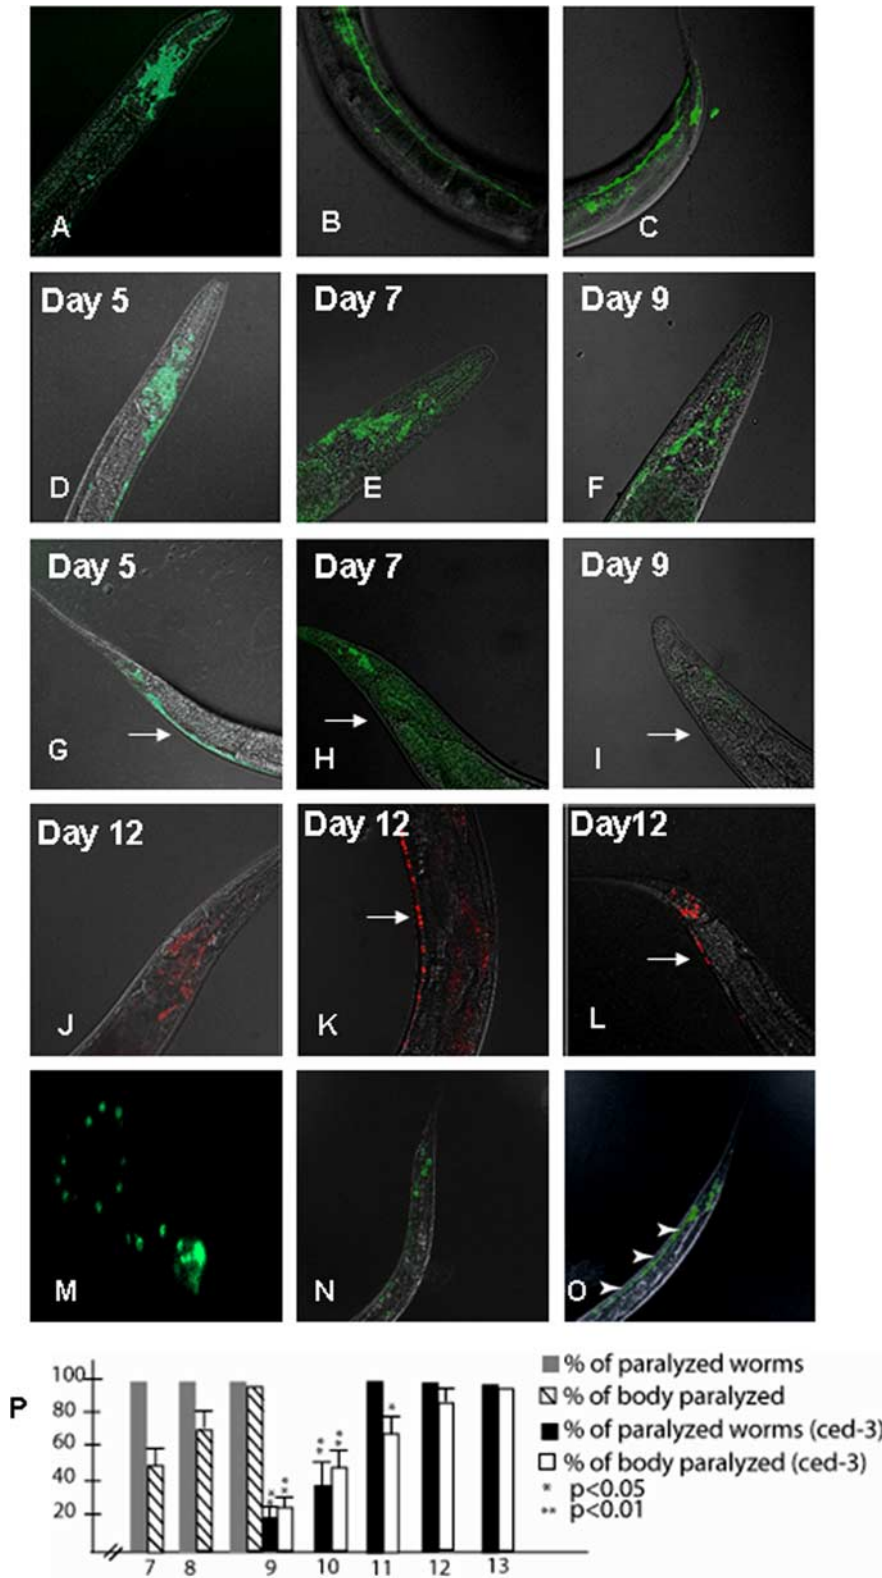 A
B
C
Day 5
Day 7
Day 9
D
E
F
Day 5
Day 7
Day 9
G
H
I
Day 12
Day 12
Day12
J
K
L
M
N
O
P
100
80
60
40
20
** ** ** ** *
7 8 9 10 11 12 13
% of paralyzed worms
% of body paralyzed
% of paralyzed worms (ced-3)
% of body paralyzed (ced-3)
* p<0.05
** p<0.01